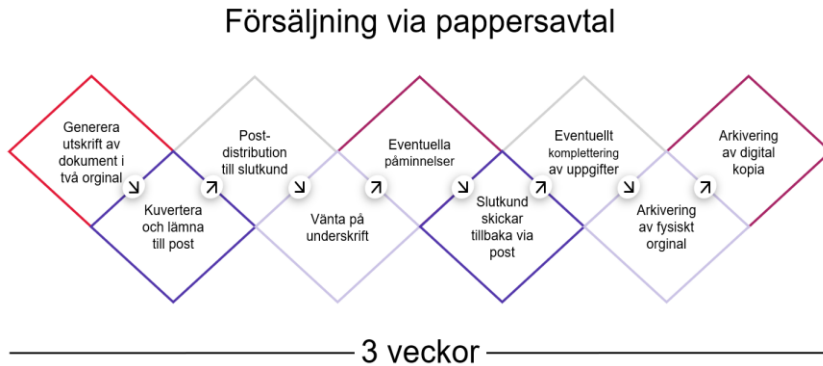 Försäljning via pappersavtal
Generera
utskrift av
dokument i
två orginal
Kuvertera
och lämna
till post
Post-
distribution
till slutkund
Vänta på
underskrift
Eventuella
påminnelser
Slutkund
skickar
tillbaka via
post
Eventuellt
komplettering
av uppgifter
Arkivering
av fysiskt
orginal
Arkivering
av digital
kopia
3 veckor